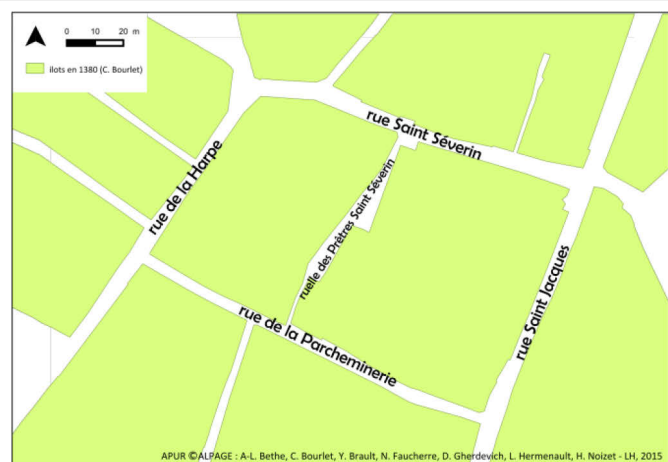 0 10 20 m
ilots en 1380 (C. Bourlet)
rue Saint Séverin
rue de la Harpe
ruelle des Prêtres Saint Séverin
rue Saint Jacques
rue de la Parcheminerie
APUR ©ALPAGE : A-L. Bethe, C. Bourlet, Y. Brault, N. Faucherre, D. Gherdevich, L. Hermenault, H. Noizet - LH, 2015